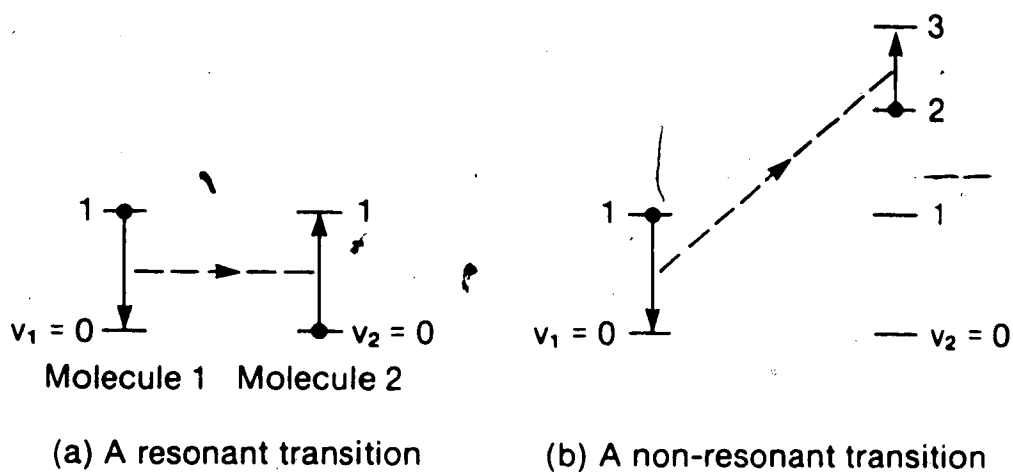 1
1
v₁ = 0
v₂ = 0
Molecule 1
Molecule 2
(a) A resonant transition
3
2
1
1
v₁ = 0
v₂ = 0
(b) A non-resonant transition